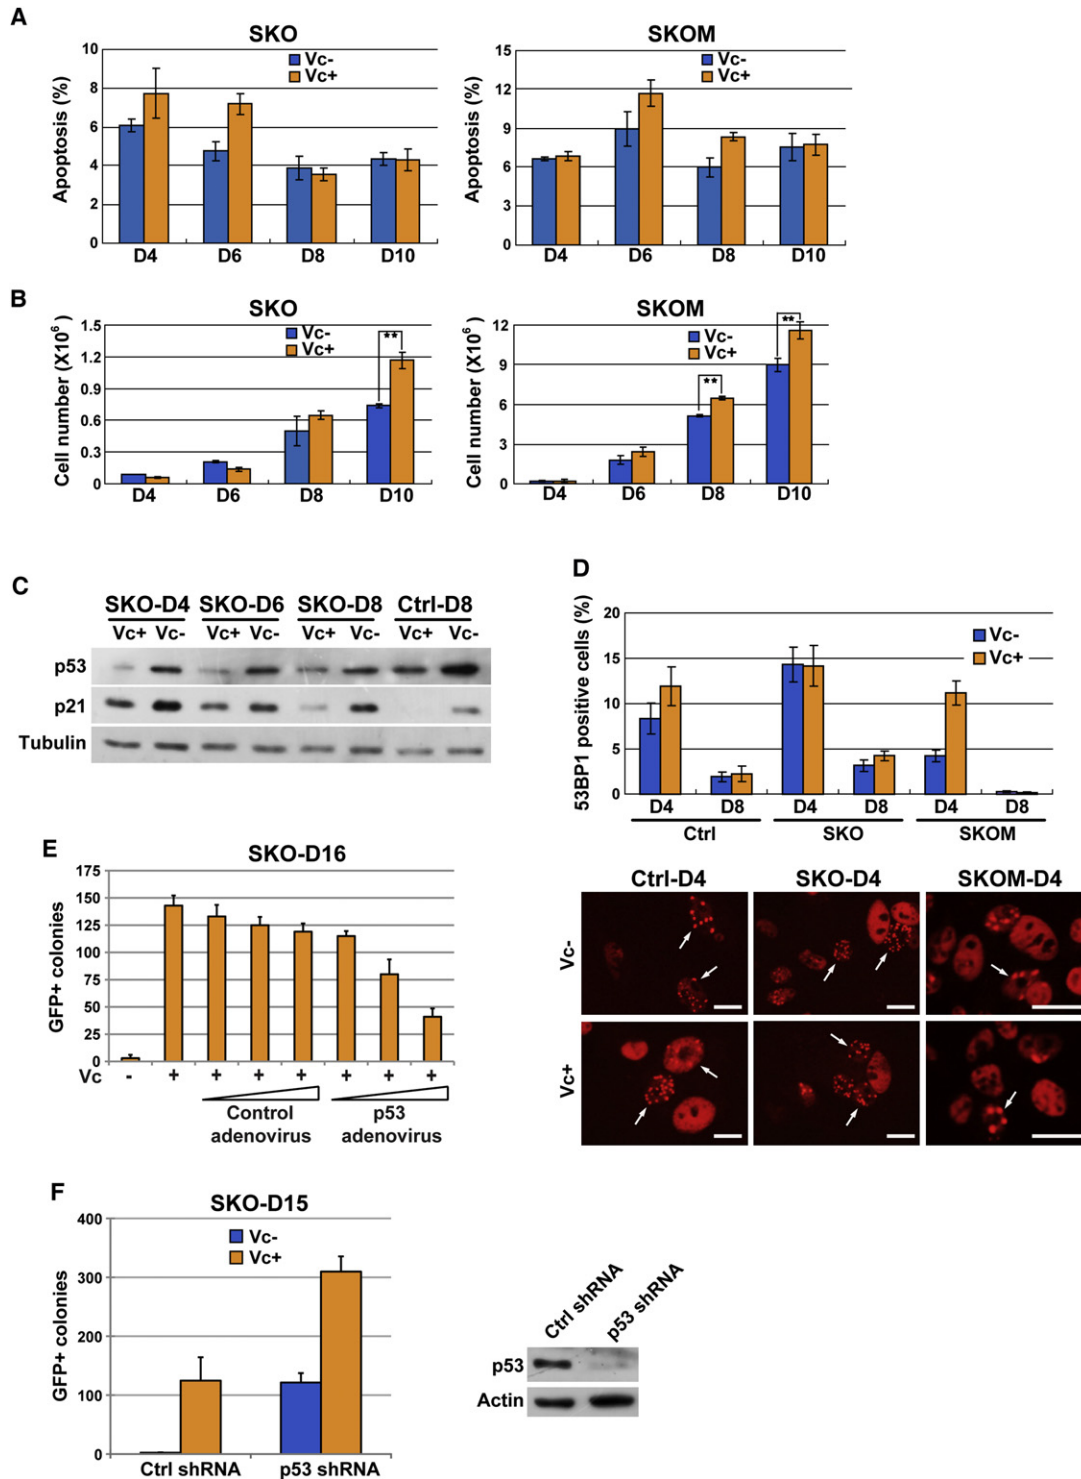 A
SKO
Vc-
Vc+
Apoptosis (%)
10
8
6
4
2
0
D4 D6 D8 D10
SKOM
Vc-
Vc+
Apoptosis (%)
15
12
9
6
3
0
D4 D6 D8 D10
B
SKO
Vc-
Vc+
**
Cell number (X10⁶)
1.5
1.2
0.9
0.6
0.3
0
D4 D6 D8 D10
SKOM
Vc-
Vc+
**
**
Cell number (X10⁶)
12
9
6
3
0
D4 D6 D8 D10
C
SKO-D4 SKO-D6 SKO-D8 Ctrl-D8
Vc+ Vc- Vc+ Vc- Vc+ Vc- Vc+ Vc-
p53
p21
Tubulin
D
Vc-
Vc+
53BP1 positive cells (%)
20
15
10
5
0
D4 D8 D4 D8 D4 D8
Ctrl SKO SKOM
Ctrl-D4 SKO-D4 SKOM-D4
Vc-
Vc+
E
SKO-D16
GFP+ colonies
175
150
125
100
75
50
25
0
Vc - + + + + + + +
Control adenovirus
p53 adenovirus
F
SKO-D15
Vc-
Vc+
GFP+ colonies
400
300
200
100
0
Ctrl shRNA p53 shRNA
Ctrl shRNA
p53 shRNA
p53
Actin